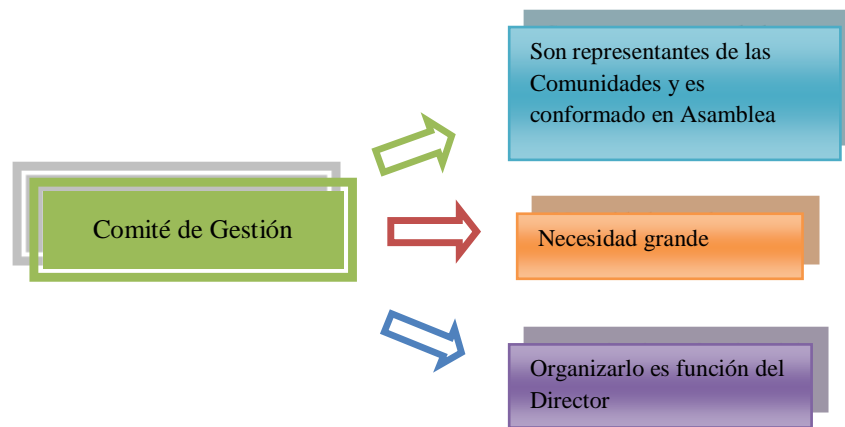 Son representantes de las
Comunidades y es
conformado en Asamblea
Comité de Gestión
Necesidad grande
Organizarlo es función del
Director